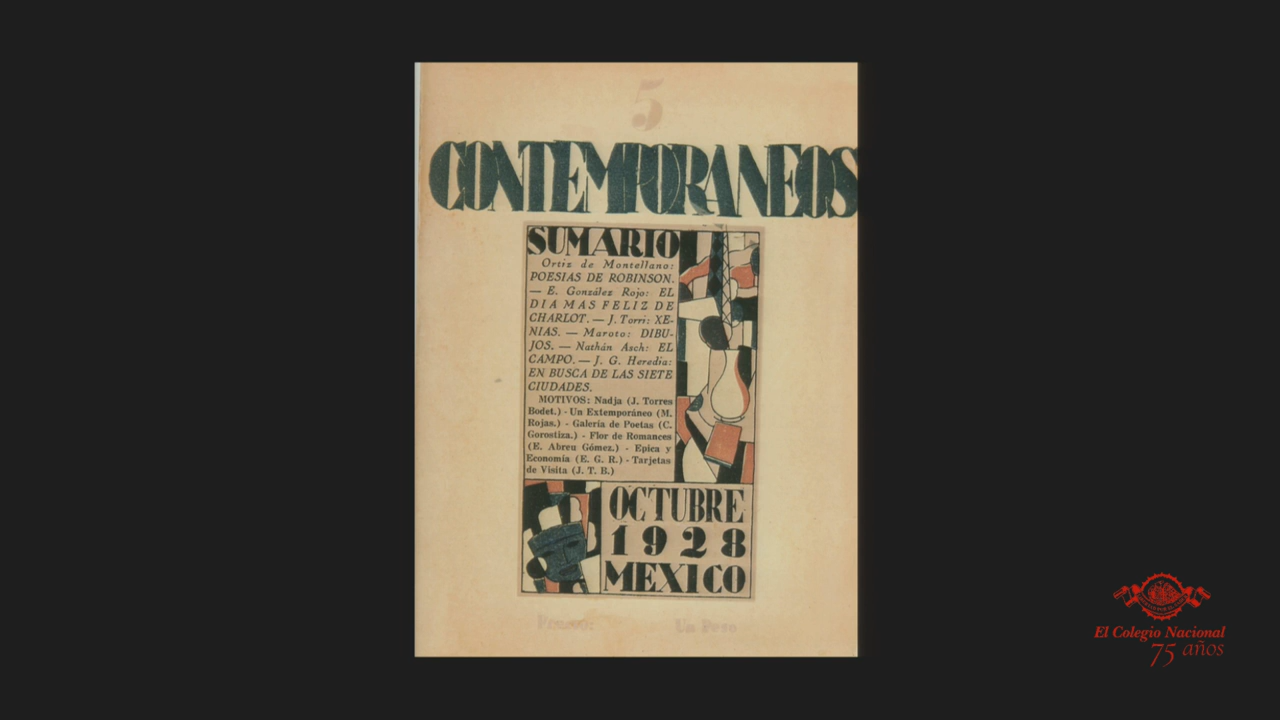 5
CONTEMPORANEOS
SUMARIO
Ortiz de Montellano:
POESIAS DE ROBINSON.
— E. González Rojo: EL
DIA MAS FELIZ DE
CHARLOT. — J. Torri: XE-
NIAS. — Maroto: DIBU-
JOS. — Nathán Asch: EL
CAMPO. — J. G. Heredia:
EN BUSCA DE LAS SIETE
CIUDADES.
MOTIVOS: Nadja (J. Torres
Bodet.) - Un Extemporáneo (M.
Rojas.) - Galería de Poetas (C.
Gorostiza.) - Flor de Romances
(E. Abreu Gómez.) - Epica y
Economía (E. G. R.) - Tarjetas
de Visita (J. T. B.)
OCTUBRE
1928
MEXICO
Un Peso
El Colegio Nacional
75 años